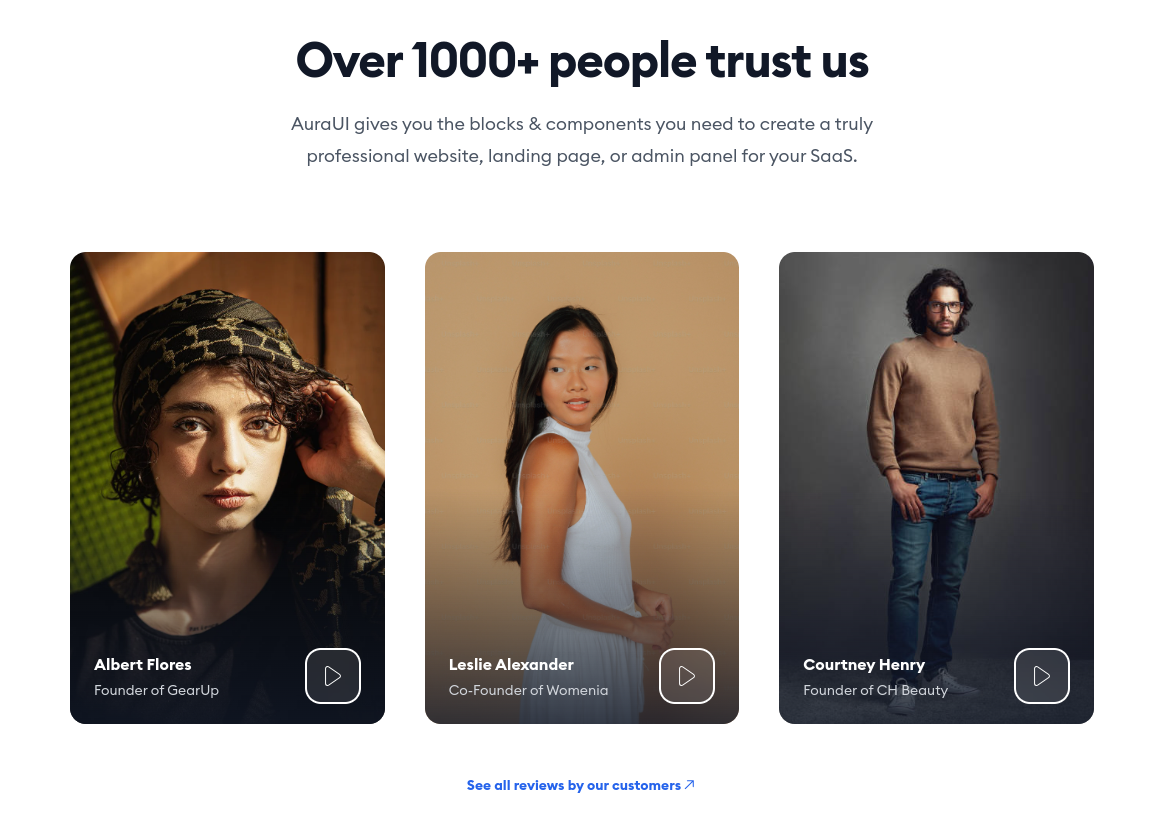 Over 1000+ people trust us
AuraUI gives you the blocks & components you need to create a truly
professional website, landing page, or admin panel for your SaaS.
Albert Flores
Founder of GearUp
Leslie Alexander
Co-Founder of Womenia
Courtney Henry
Founder of CH Beauty
See all reviews by our customers